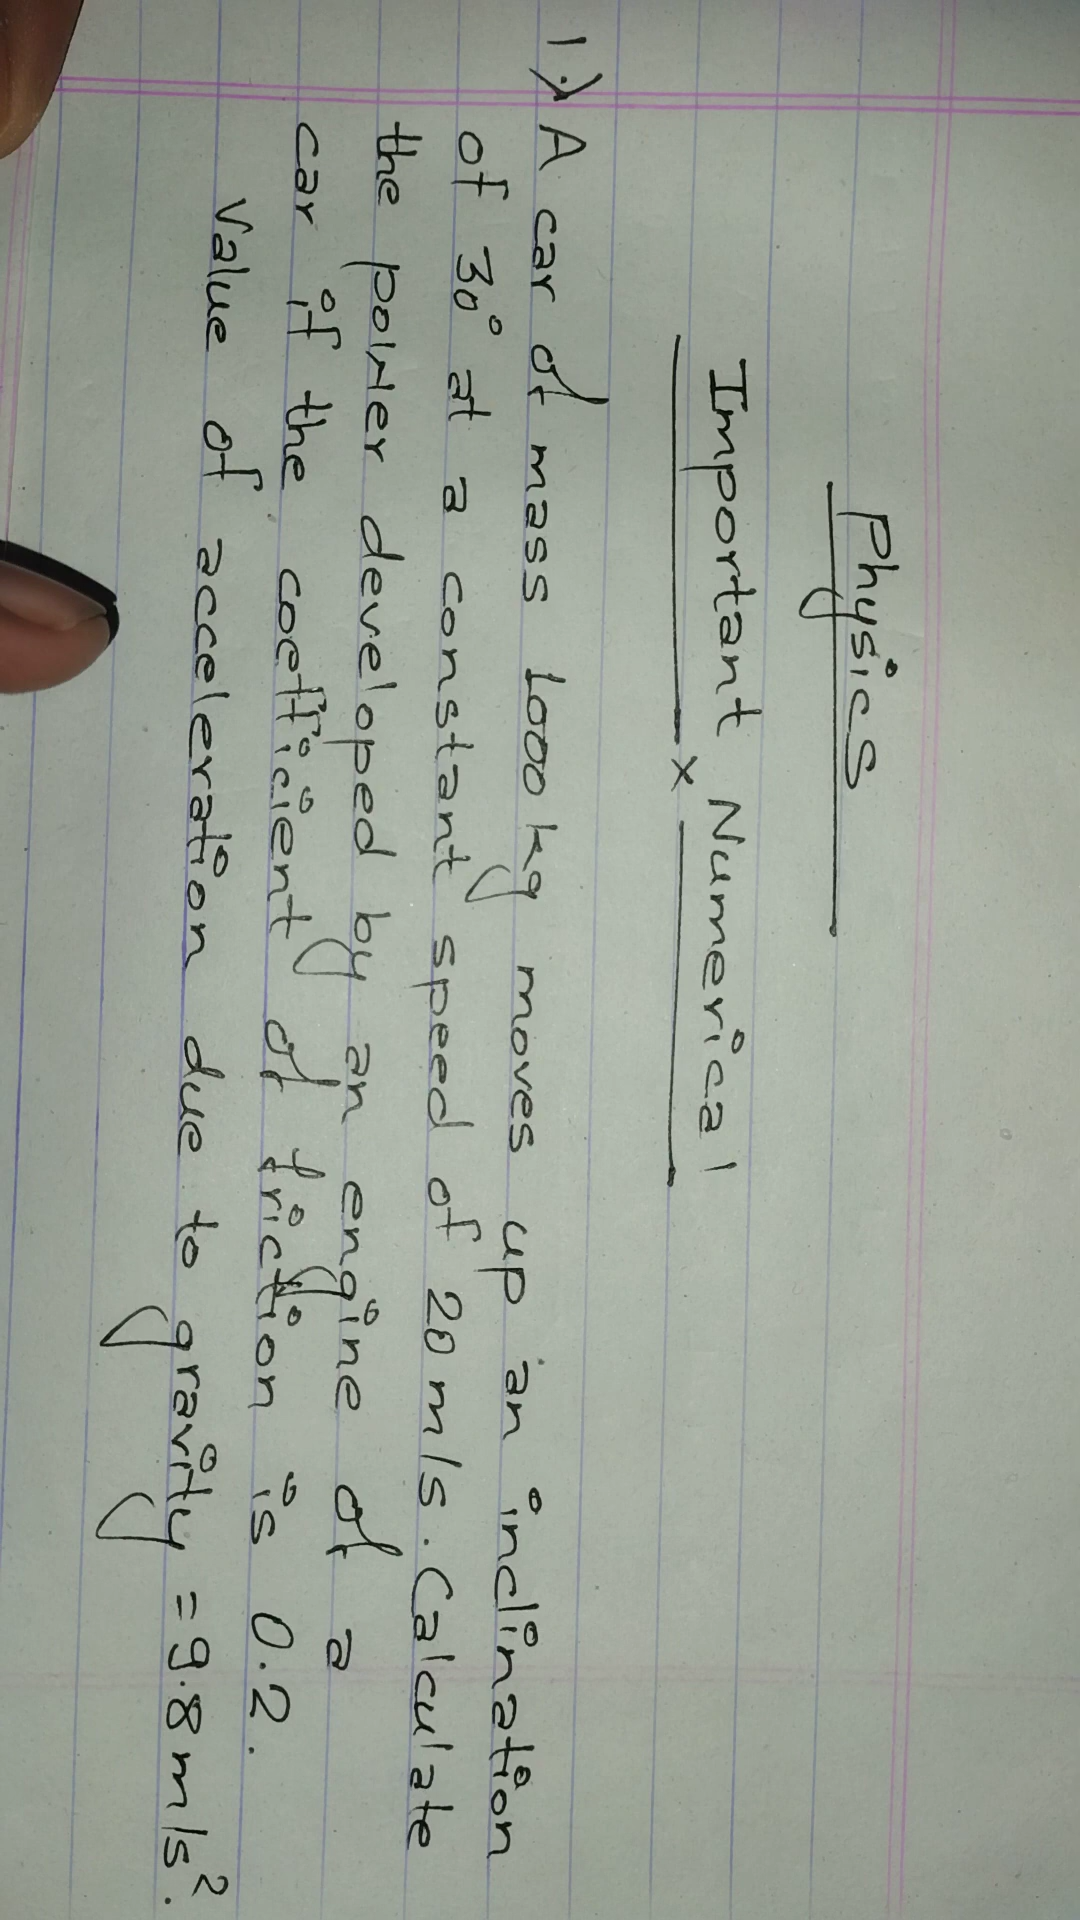 Physics
Important Numerical
x
1.) A car of mass 1000 kg moves up an inclination
of 30° at a constant speed of 20 m/s. Calculate
the power developed by an engine of a
car if the coefficient of friction is 0.2.
Value of acceleration due to gravity = 9.8 m/s².